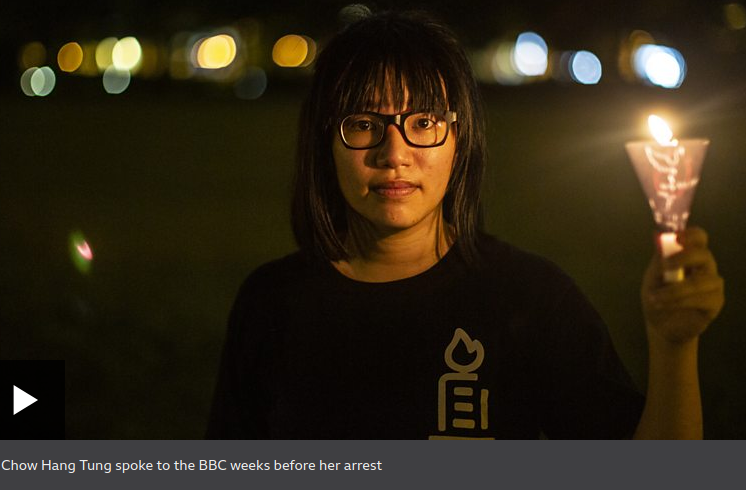 Chow Hang Tung spoke to the BBC weeks before her arrest